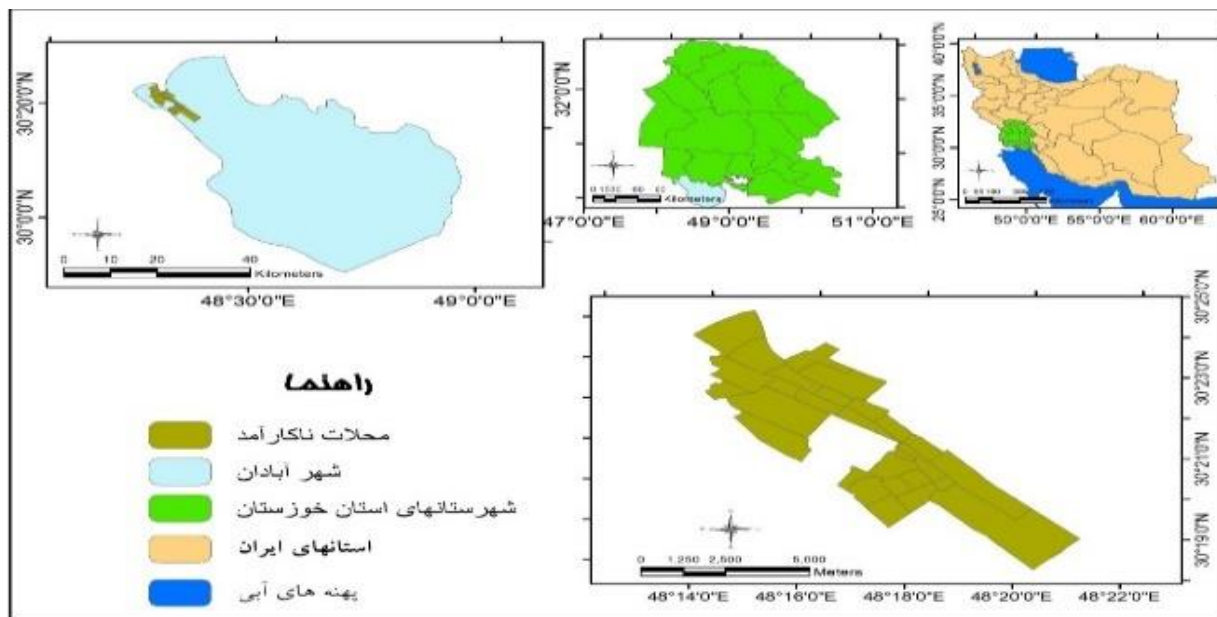 30°20'0"N
30°0'0"N
0 10 20 40
Kilometers
48°30'0"E 49°0'0"E
32°0'0"N
Kilometers
47°0'0"E 49°0'0"E 51°0'0"E
40°0'0"N
35°0'0"N
30°0'0"N
25°0'0"N
50°0'0"E 55°0'0"E 60°0'0"E
راهنما
محلات ناکارآمد
شهر آبادان
شهرستانهای استان خوزستان
استانهای ایران
پهنه های آبی
30°25'0"N
30°23'0"N
30°21'0"N
30°19'0"N
0 1,250 2,500 5,000
Meters
48°14'0"E 48°16'0"E 48°18'0"E 48°20'0"E 48°22'0"E